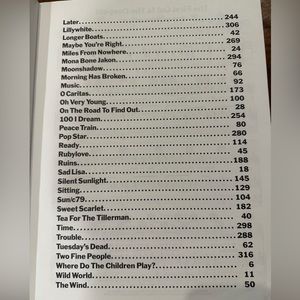 Later. 244
Lillywhite. 306
Longer Boats 42
Maybe You're Right. 269
Miles From Nowhere 24
Mona Bone Jakon. 294
Moonshadow 76
Morning Has Broken. 66
Music. 92
O Caritas 173
Oh Very Young 100
On The Road To Find Out. 28
100 I Dream 254
Peace Train. 80
Pop Star 280
Ready. 114
Rubylove 45
Ruins. 188
Sad Lisa 18
Silent Sunlight. 145
Sitting. 129
Sun/c79. 104
Sweet Scarlet. 182
Tea For The Tillerman. 40
Time. 298
Trouble. 288
Tuesday's Dead. 62
Two Fine People. 316
Where Do The Children Play? 6
Wild World. 11
The Wind. 50